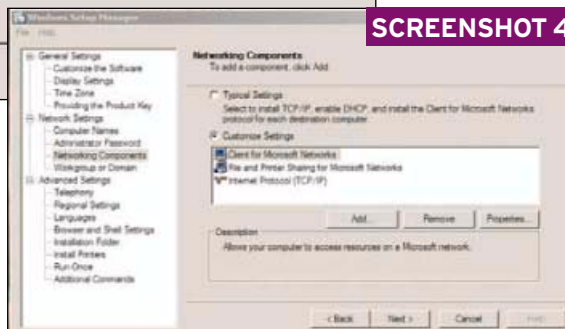 SCREENSHOT 4
Windows Setup Manager
File Help
General Settings
Customize the Software
Display Settings
Time Zone
Providing the Product Key
Network Settings
Computer Names
Administrator Password
Networking Components
Workgroup or Domain
Advanced Settings
Telephony
Regional Settings
Languages
Browser and Shell Settings
Installation Folder
Install Printers
Run Once
Additional Commands
Networking Components
To add a component, click Add.
Typical Settings
Select to install TCP/IP, enable DHCP, and install the Client for Microsoft Networks
protocol for each destination computer
Customize Settings
Client for Microsoft Networks
File and Printer Sharing for Microsoft Networks
Internet Protocol (TCP/IP)
Add... Remove Properties...
Description
Allows your computer to access resources on a Microsoft network.
< Back Next > Cancel Help